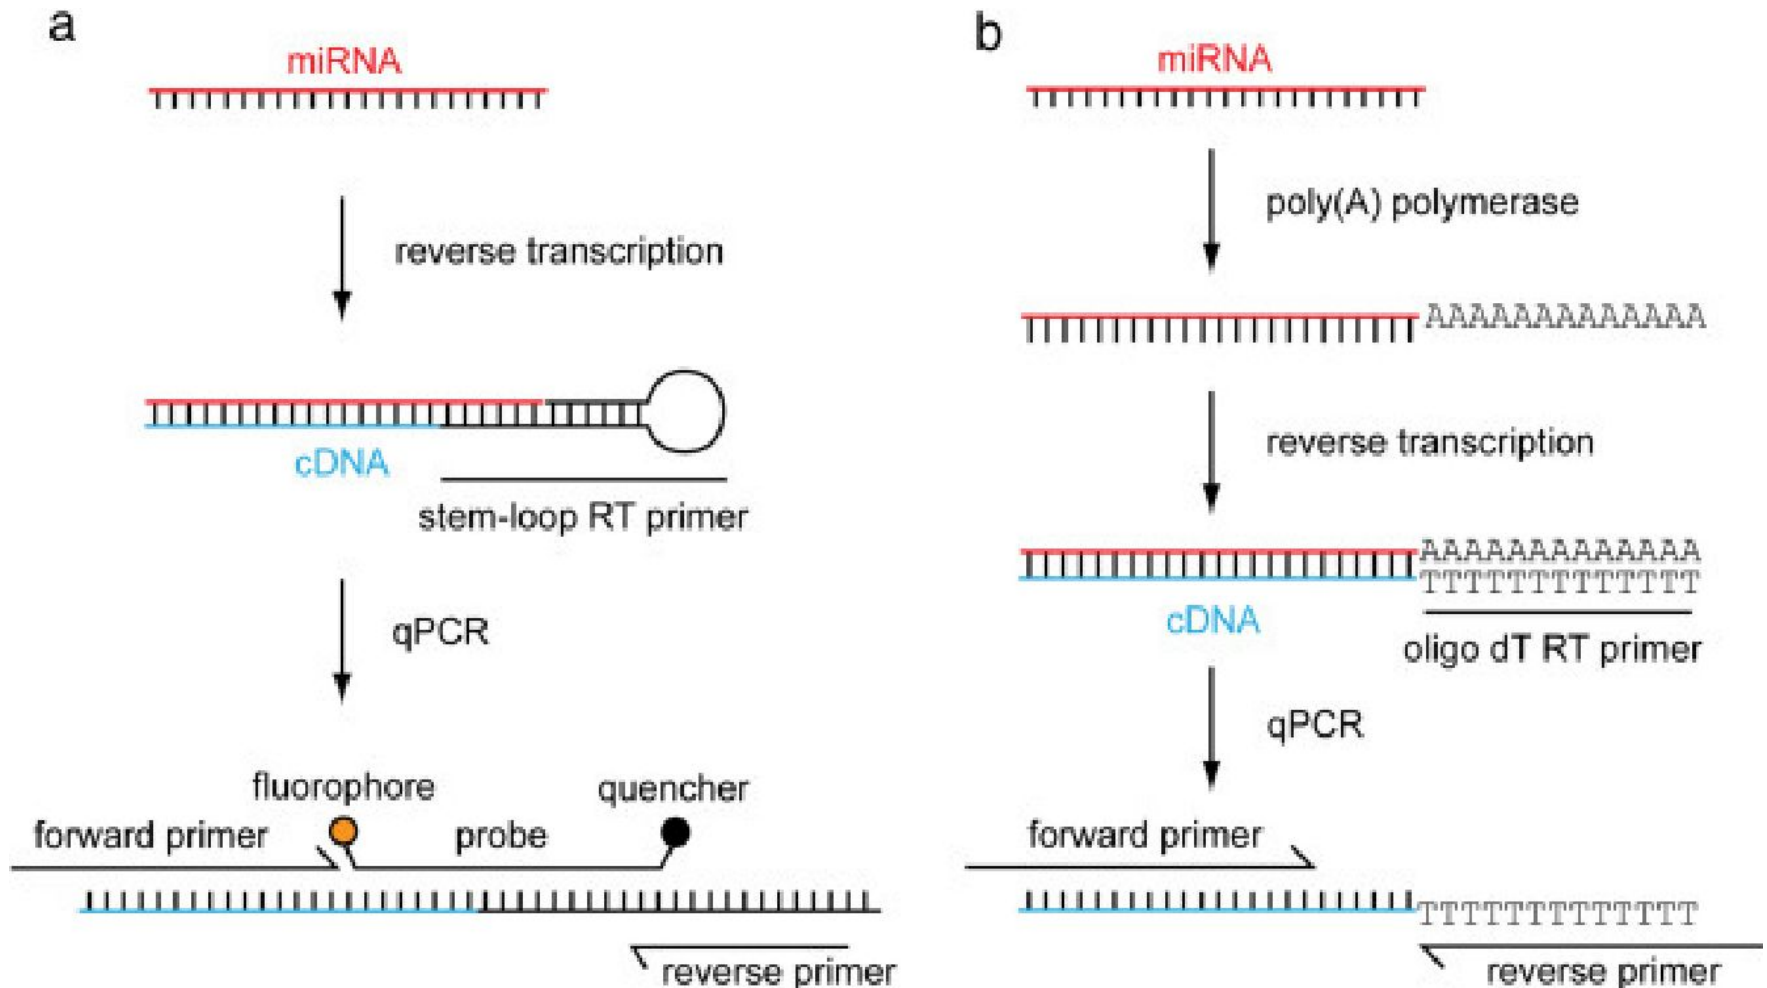 a
miRNA
reverse transcription
cDNA
stem-loop RT primer
qPCR
fluorophore
quencher
forward primer
probe
reverse primer
b
miRNA
poly(A) polymerase
AAAAAAAAAAAAA
reverse transcription
AAAAAAAAAAAAA
TTTTTTTTTTTTT
cDNA
oligo dT RT primer
qPCR
forward primer
TTTTTTTTTTTTT
reverse primer